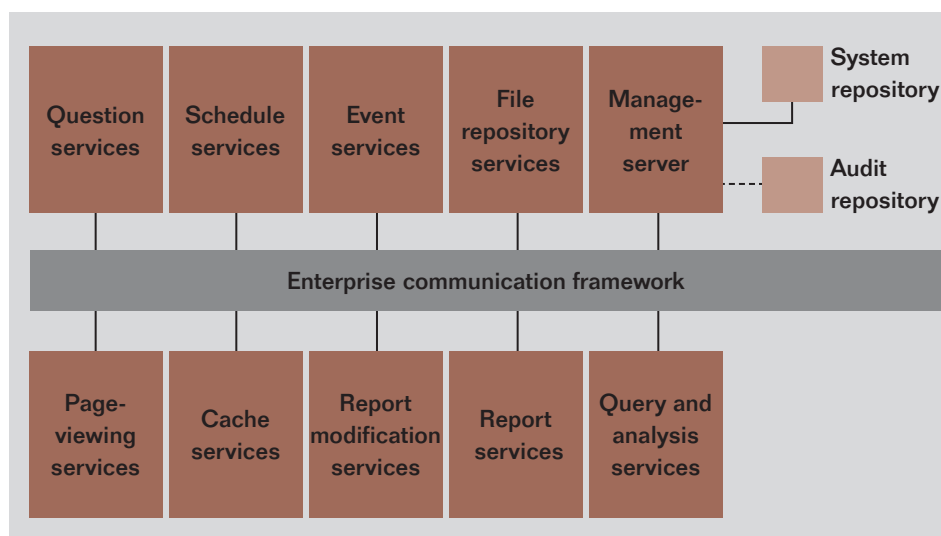 Question
services
Schedule
services
Event
services
File
repository
services
Manage-
ment
server
System
repository
Audit
repository
Enterprise communication framework
Page-
viewing
services
Cache
services
Report
modification
services
Report
services
Query and
analysis
services